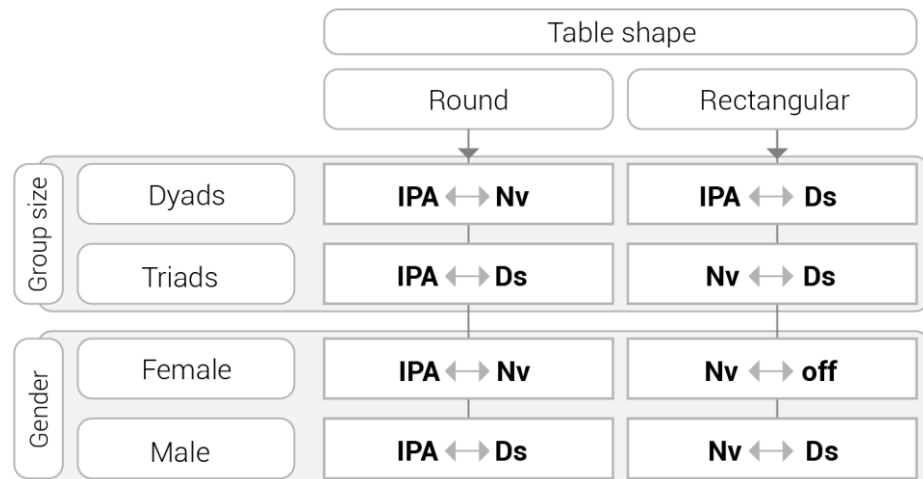 Table shape
Round Rectangular
Group size
Dyads IPA Nv IPA Ds
Triads IPA Ds Nv Ds
Gender
Female IPA Nv Nv off
Male IPA Ds Nv Ds